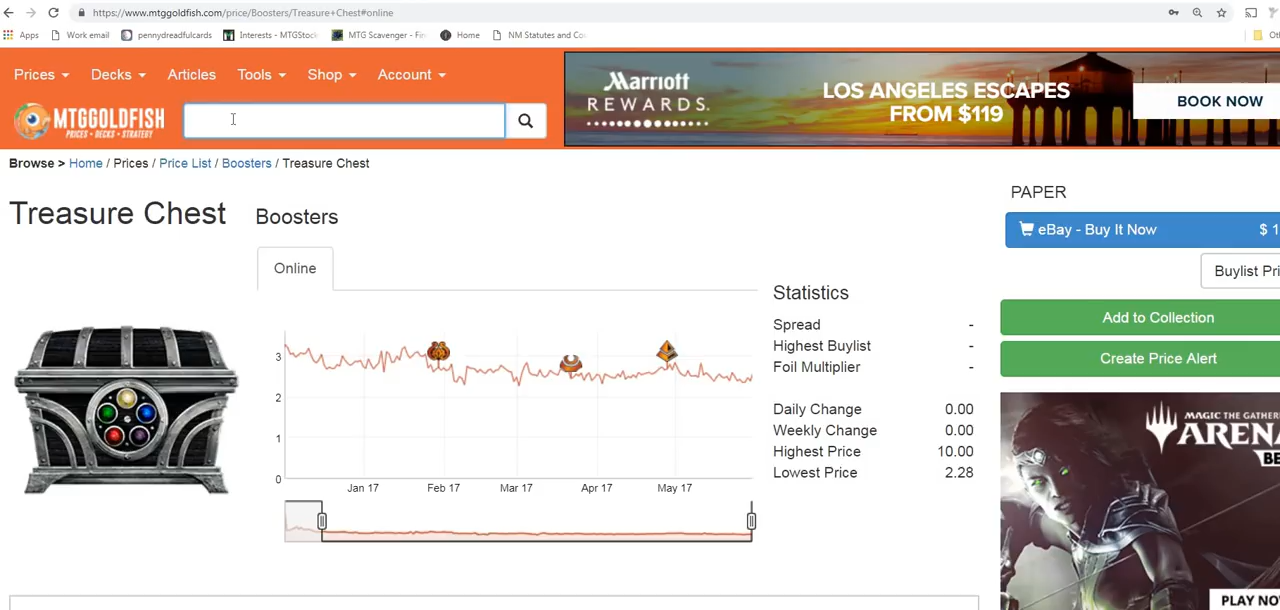 https://www.mtggoldfish.com/price/Boosters/Treasure+Chest#online
Apps Work email pennydreadfulcards Interests - MTGStock MTG Scavenger - Fi Home NM Statutes and Co
Prices Decks Articles Tools Shop Account
MTGGOLDFISH
PRICES • DECKS • STRATEGY
Marriott
REWARDS.
LOS ANGELES ESCAPES
FROM $119
BOOK NOW
Browse > Home / Prices / Price List / Boosters / Treasure Chest
Treasure Chest Boosters
Online
3
2
1
0
Jan 17 Feb 17 Mar 17 Apr 17 May 17
Statistics
Spread -
Highest Buylist -
Foil Multiplier -
Daily Change 0.00
Weekly Change 0.00
Highest Price 10.00
Lowest Price 2.28
PAPER
eBay - Buy It Now $ 1
Buylist Pri
Add to Collection
Create Price Alert
MAGIC THE GATHER
ARENA
BE
PLAY NO